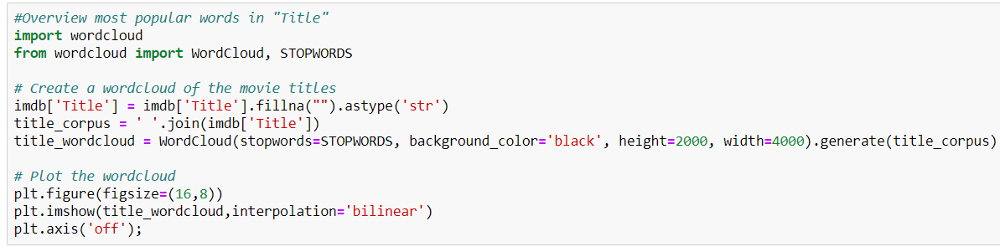 #Overview most popular words in "Title"
import wordcloud
from wordcloud import WordCloud, STOPWORDS
# Create a wordcloud of the movie titles
imdb['Title'] = imdb['Title'].fillna("").astype('str')
title_corpus = ' '.join(imdb['Title'])
title_wordcloud = WordCloud(stopwords=STOPWORDS, background_color='black', height=2000, width=4000).generate(title_corpus)
# Plot the wordcloud
plt.figure(figsize=(16,8))
plt.imshow(title_wordcloud,interpolation='bilinear')
plt.axis('off');